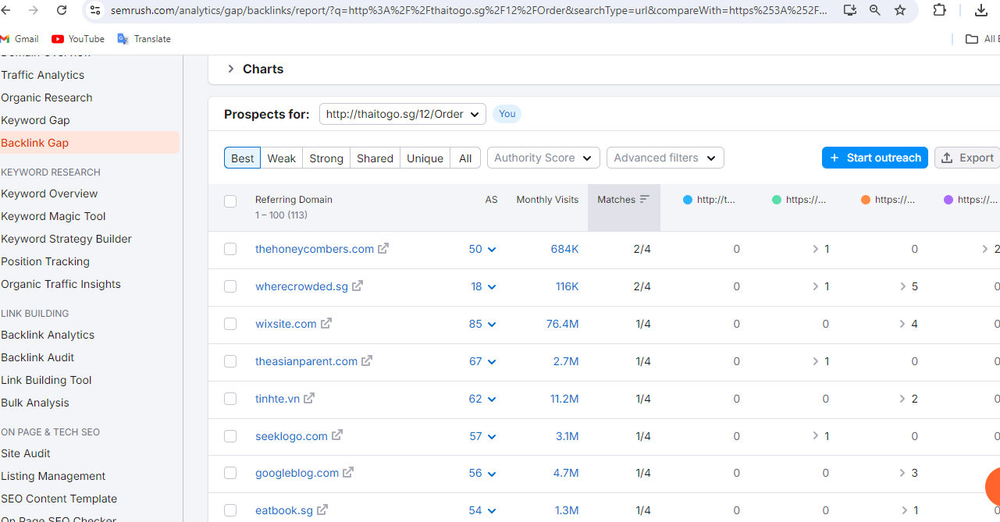 semrush.com/analytics/gap/backlinks/report/?q=http%3A%2F%2Fthaitogo.sg%2F12%2FOrder&searchType=url&compareWith=https%253A%252F...
Gmail YouTube Translate All
Domain Overview
Traffic Analytics
Organic Research
Keyword Gap
Backlink Gap
KEYWORD RESEARCH
Keyword Overview
Keyword Magic Tool
Keyword Strategy Builder
Position Tracking
Organic Traffic Insights
LINK BUILDING
Backlink Analytics
Backlink Audit
Link Building Tool
Bulk Analysis
ON PAGE & TECH SEO
Site Audit
Listing Management
SEO Content Template
On Page SEO Checker
Charts
Prospects for: http://thaitogo.sg/12/Order You
Best Weak Strong Shared Unique All Authority Score Advanced filters + Start outreach Export
Referring Domain AS Monthly Visits Matches http://t... https://... https://... https://...
1 – 100 (113)
thehoneycombers.com 50 684K 2/4 0 > 1 0 > 2
wherecrowded.sg 18 116K 2/4 0 > 1 > 5 0
wixsite.com 85 76.4M 1/4 0 0 > 4 0
theasianparent.com 67 2.7M 1/4 0 > 1 0 0
tinhte.vn 62 11.2M 1/4 0 0 > 2 0
seeklogo.com 57 3.1M 1/4 0 > 1 0 0
googleblog.com 56 4.7M 1/4 0 0 > 3
eatbook.sg 54 1.3M 1/4 0 0 > 1 0